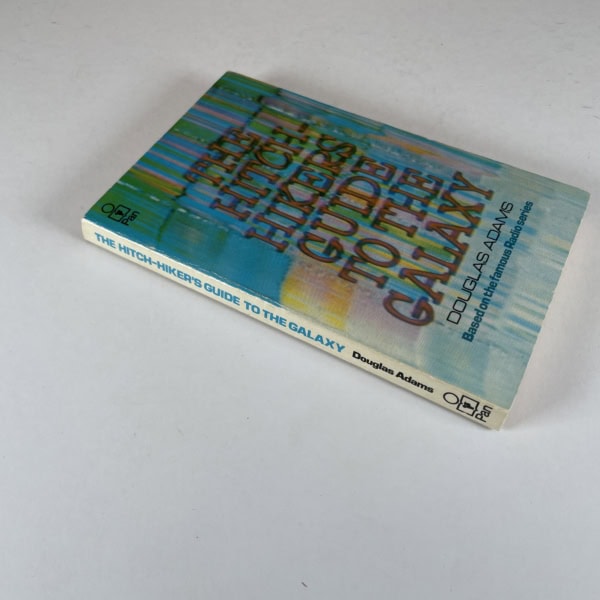 THE
HITCH-
HIKERS
GUIDE
TO THE
GALAXY
DOUGLAS ADAMS
Based on the famous Radio series
Pan
THE HITCH-HIKER'S GUIDE TO THE GALAXY Douglas Adams
Pan